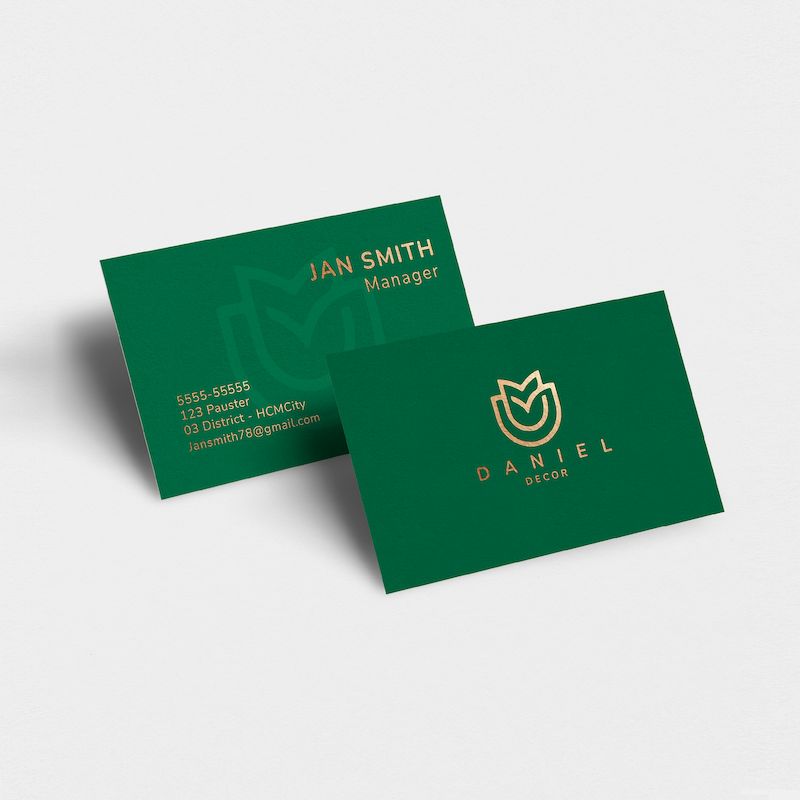 JAN SMITH
Manager
5555-55555
123 Pauster
03 District - HCMCity
Jansmith78@gmail.com
DANIEL
DECOR